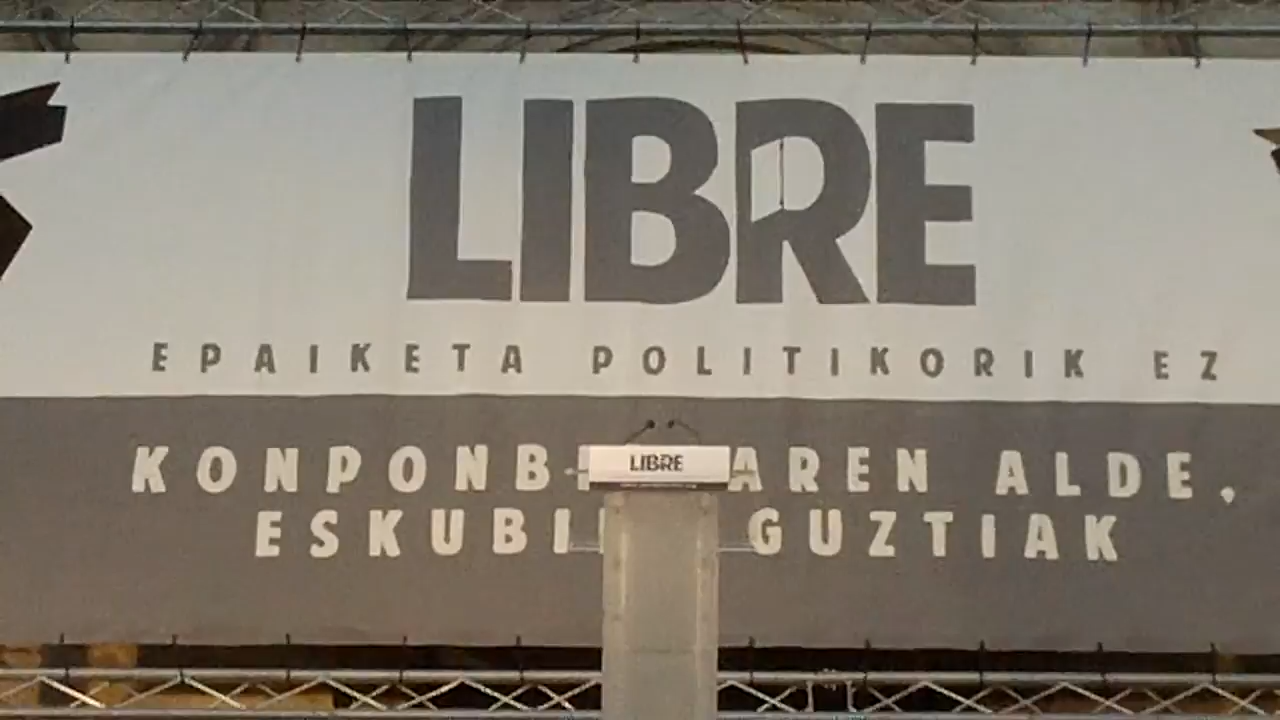 LIBRE
EPAIKETA POLITIKORIK EZ
ALDE,
GUZTIAK
LIBRE